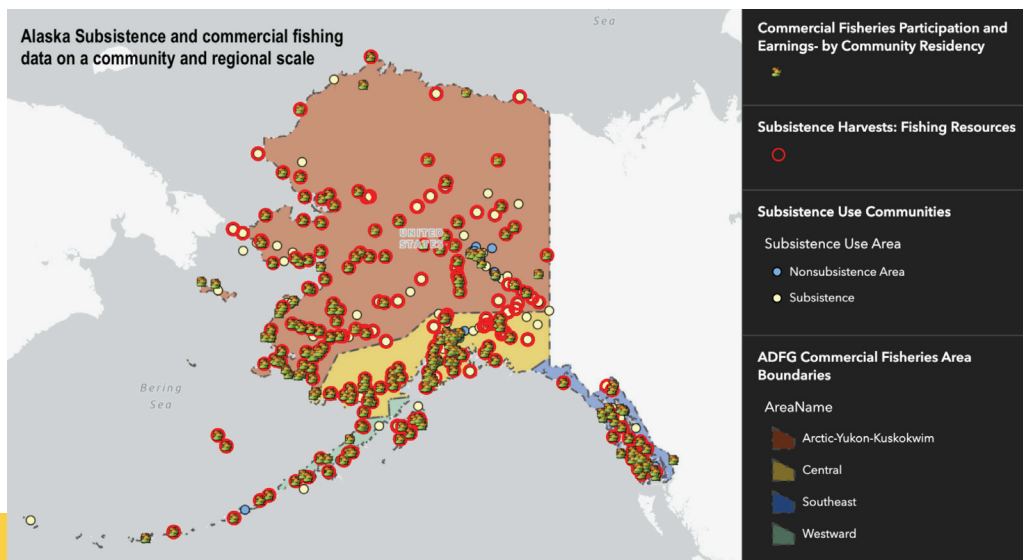 Alaska Subsistence and commercial fishing
data on a community and regional scale
Sea
UNITED
STATES
Bering
Sea
Commercial Fisheries Participation and
Earnings- by Community Residency
Subsistence Harvests: Fishing Resources
Subsistence Use Communities
Subsistence Use Area
Nonsubsistence Area
Subsistence
ADFG Commercial Fisheries Area
Boundaries
AreaName
Arctic-Yukon-Kuskokwim
Central
Southeast
Westward